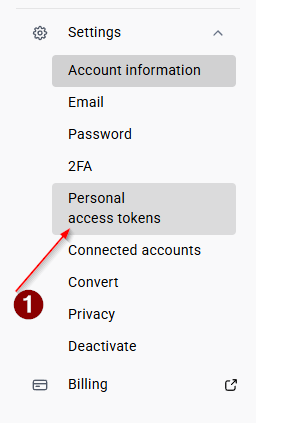 Settings
Account information
Email
Password
2FA
Personal
access tokens
1
Connected accounts
Convert
Privacy
Deactivate
Billing